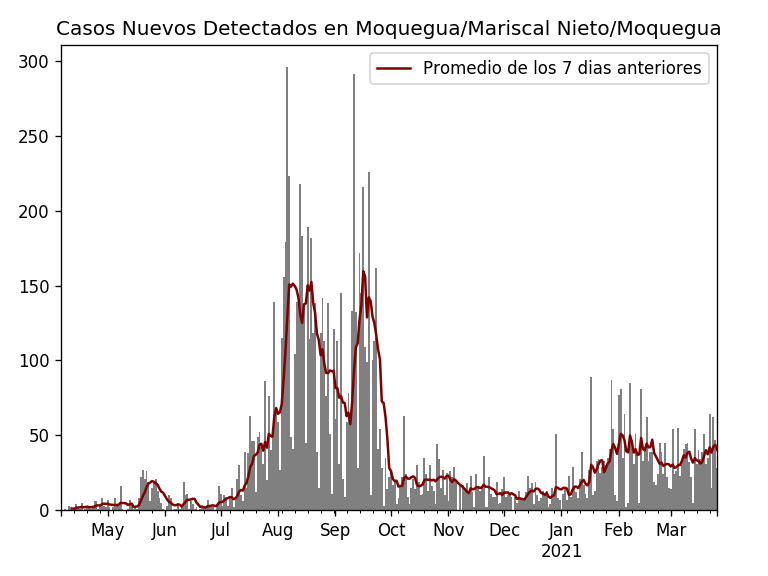 Casos Nuevos Detectados en Moquegua/Mariscal Nieto/Moquegua
Promedio de los 7 dias anteriores
300
250
200
150
100
50
0
May Jun Jul Aug Sep Oct Nov Dec Jan Feb Mar
2021